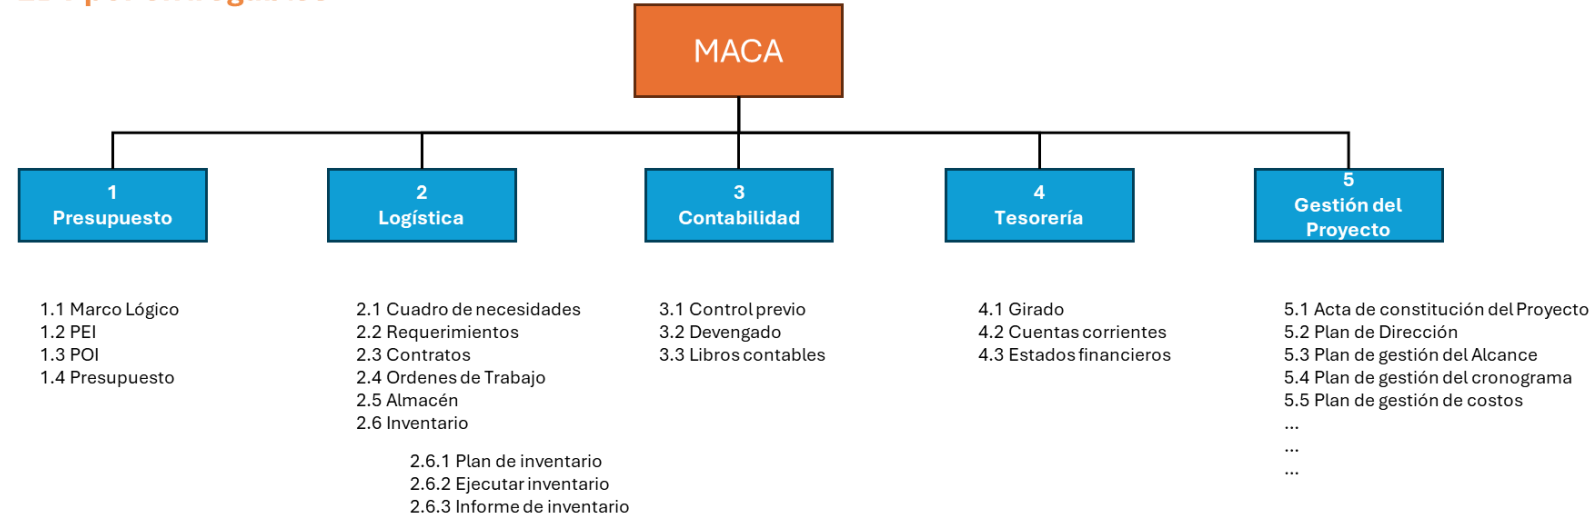 MACA
1
Presupuesto
2
Logística
3
Contabilidad
4
Tesorería
5
Gestión del
Proyecto
1.1 Marco Lógico
1.2 PEI
1.3 POI
1.4 Presupuesto
2.1 Cuadro de necesidades
2.2 Requerimientos
2.3 Contratos
2.4 Ordenes de Trabajo
2.5 Almacén
2.6 Inventario
2.6.1 Plan de inventario
2.6.2 Ejecutar inventario
2.6.3 Informe de inventario
3.1 Control previo
3.2 Devengado
3.3 Libros contables
4.1 Girado
4.2 Cuentas corrientes
4.3 Estados financieros
5.1 Acta de constitución del Proyecto
5.2 Plan de Dirección
5.3 Plan de gestión del Alcance
5.4 Plan de gestión del cronograma
5.5 Plan de gestión de costos
...
...
...